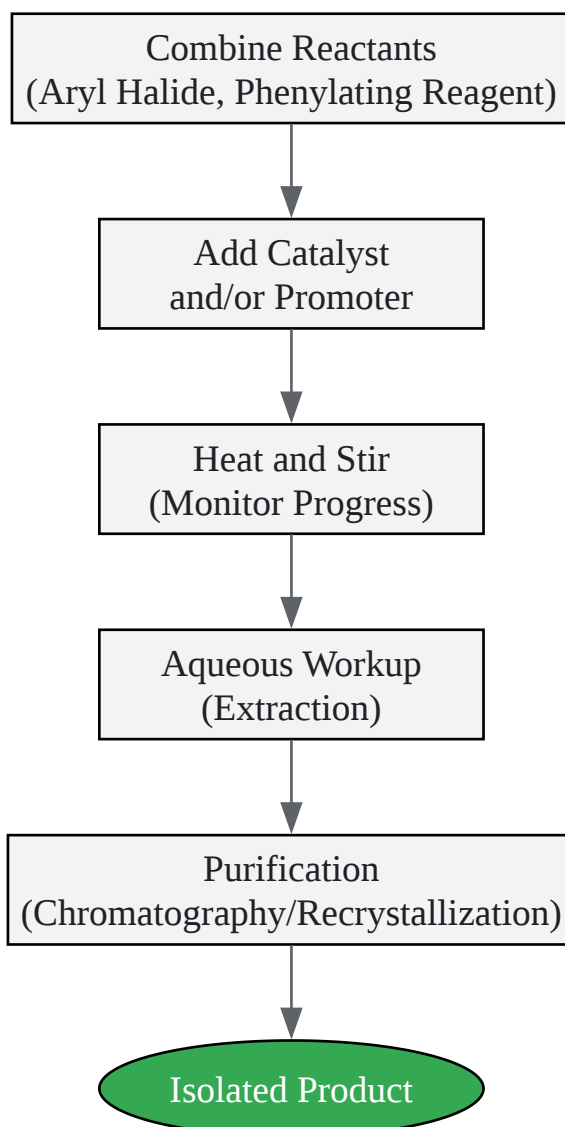 Combine Reactants
(Aryl Halide, Phenylating Reagent)
Add Catalyst
and/or Promoter
Heat and Stir
(Monitor Progress)
Aqueous Workup
(Extraction)
Purification
(Chromatography/Recrystallization)
Isolated Product